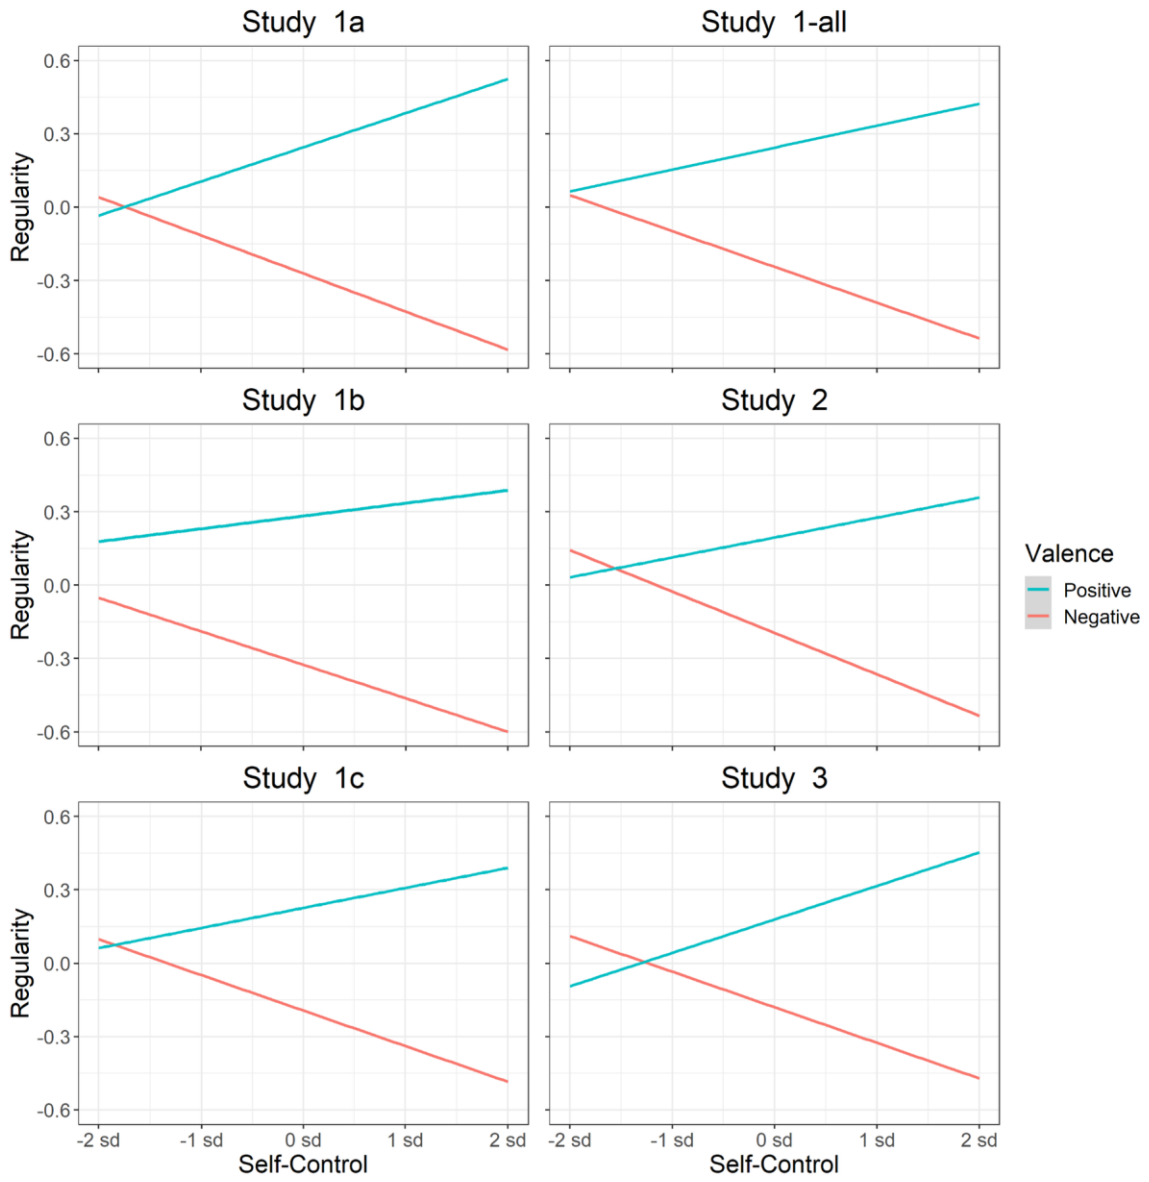 Study 1a
Study 1-all
0.6
0.3
0.0
-0.3
-0.6
Regularity
Study 1b
Study 2
0.6
0.3
0.0
-0.3
-0.6
Regularity
Valence
Positive
Negative
Study 1c
Study 3
0.6
0.3
0.0
-0.3
-0.6
Regularity
-2 sd -1 sd 0 sd 1 sd 2 sd
-2 sd -1 sd 0 sd 1 sd 2 sd
Self-Control
Self-Control